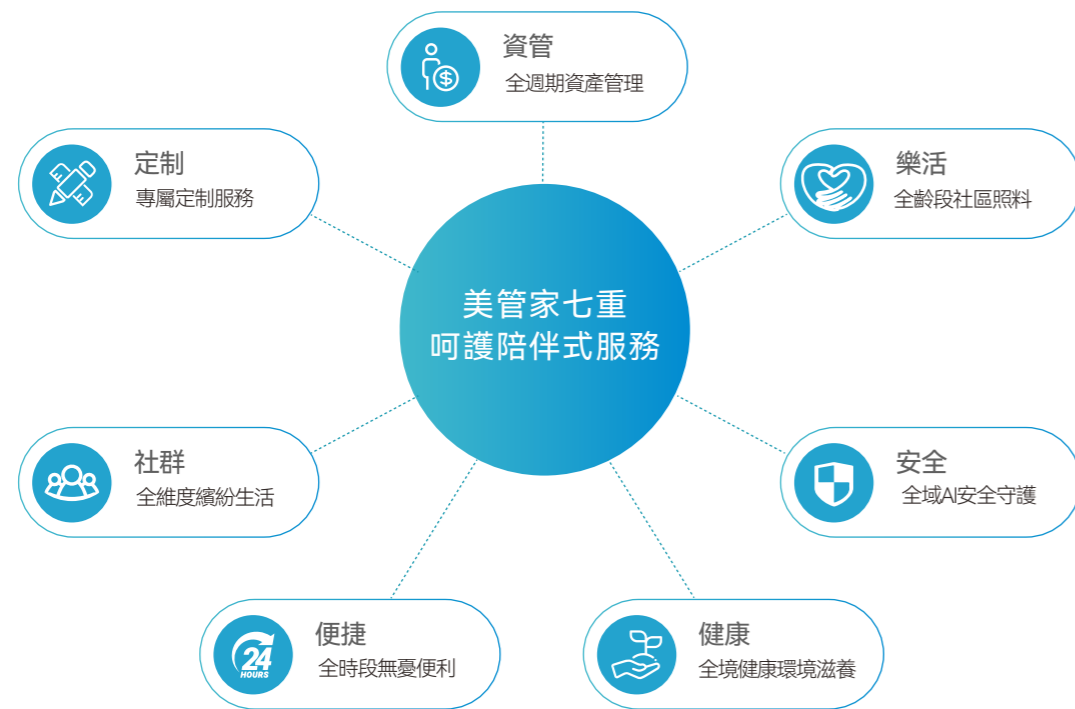 資管
全週期資產管理
定制
專屬定制服務
樂活
全齡段社區照料
美管家七重
呵護陪伴式服務
社群
全維度繽紛生活
安全
全域AI安全守護
便捷
全時段無憂便利
24
HOURS
健康
全境健康環境滋養